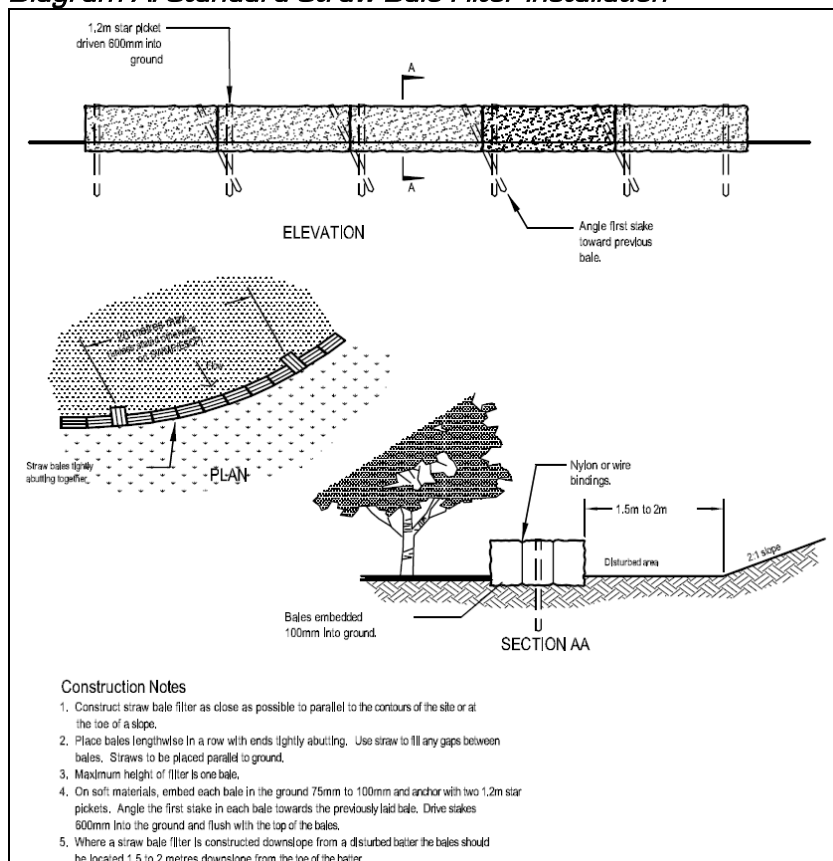 Diagram A: Standard Straw Bale Filter Installation
1.2m star picket
driven 600mm into
ground
A
A
ELEVATION
Angle first stake
toward previous
bale.
20 metres max.
Flow
Straw bales tightly
abutting together.
PLAN
Nylon or wire
bindings.
1.5m to 2m
Disturbed area
2:1 slope
Bales embedded
100mm into ground.
SECTION AA
Construction Notes
1. Construct straw bale filter as close as possible to parallel to the contours of the site or at
the toe of a slope.
2. Place bales lengthwise in a row with ends tightly abutting. Use straw to fill any gaps between
bales. Straws to be placed parallel to ground.
3. Maximum height of filter is one bale.
4. On soft materials, embed each bale in the ground 75mm to 100mm and anchor with two 1.2m star
pickets. Angle the first stake in each bale towards the previously laid bale. Drive stakes
600mm into the ground and flush with the top of the bales.
5. Where a straw bale filter is constructed downslope from a disturbed batter the bales should
be located 1.5 to 2 metres downslope from the toe of the batter.